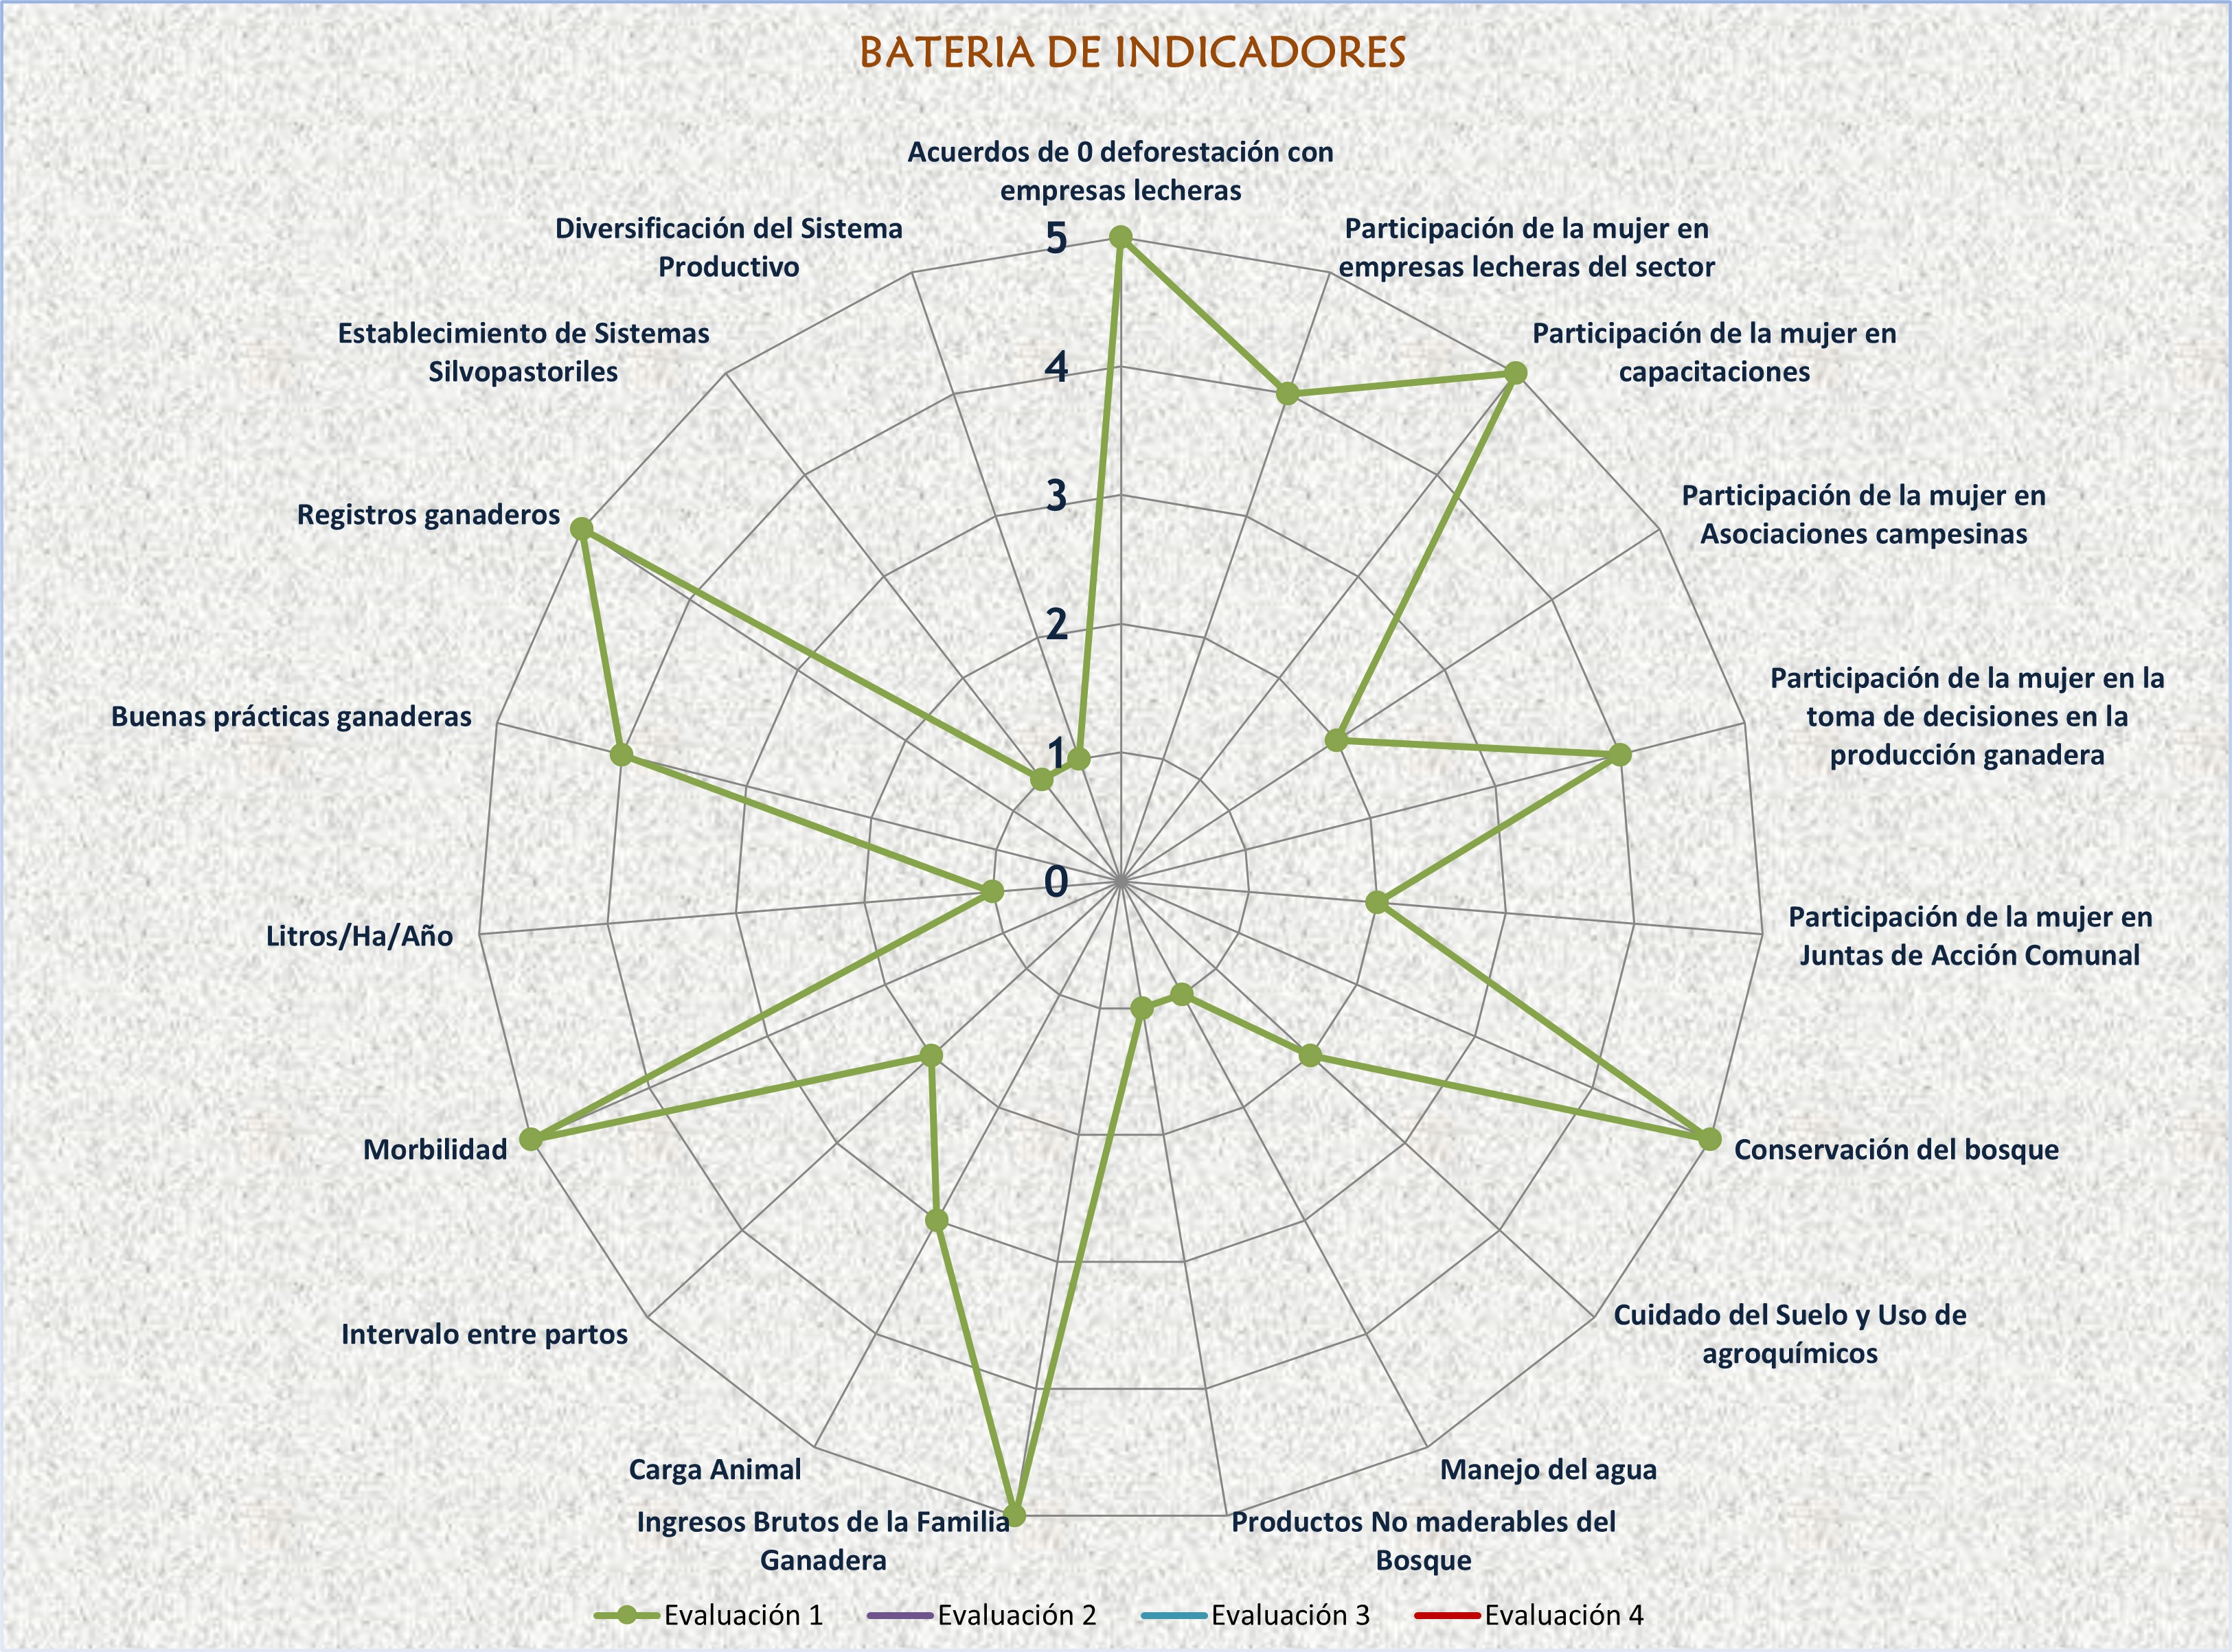 BATERIA DE INDICADORES
Acuerdos de 0 deforestación con
empresas lecheras
Participación de la mujer en
empresas lecheras del sector
Participación de la mujer en
capacitaciones
Participación de la mujer en
Asociaciones campesinas
Participación de la mujer en la
toma de decisiones en la
producción ganadera
Participación de la mujer en
Juntas de Acción Comunal
Conservación del bosque
Cuidado del Suelo y Uso de
agroquímicos
Manejo del agua
Productos No maderables del
Bosque
Ingresos Brutos de la Familia
Ganadera
Carga Animal
Intervalo entre partos
Morbilidad
Litros/Ha/Año
Buenas prácticas ganaderas
Registros ganaderos
Establecimiento de Sistemas
Silvopastoriles
Diversificación del Sistema
Productivo
5
4
3
2
1
0
Evaluación 1
Evaluación 2
Evaluación 3
Evaluación 4